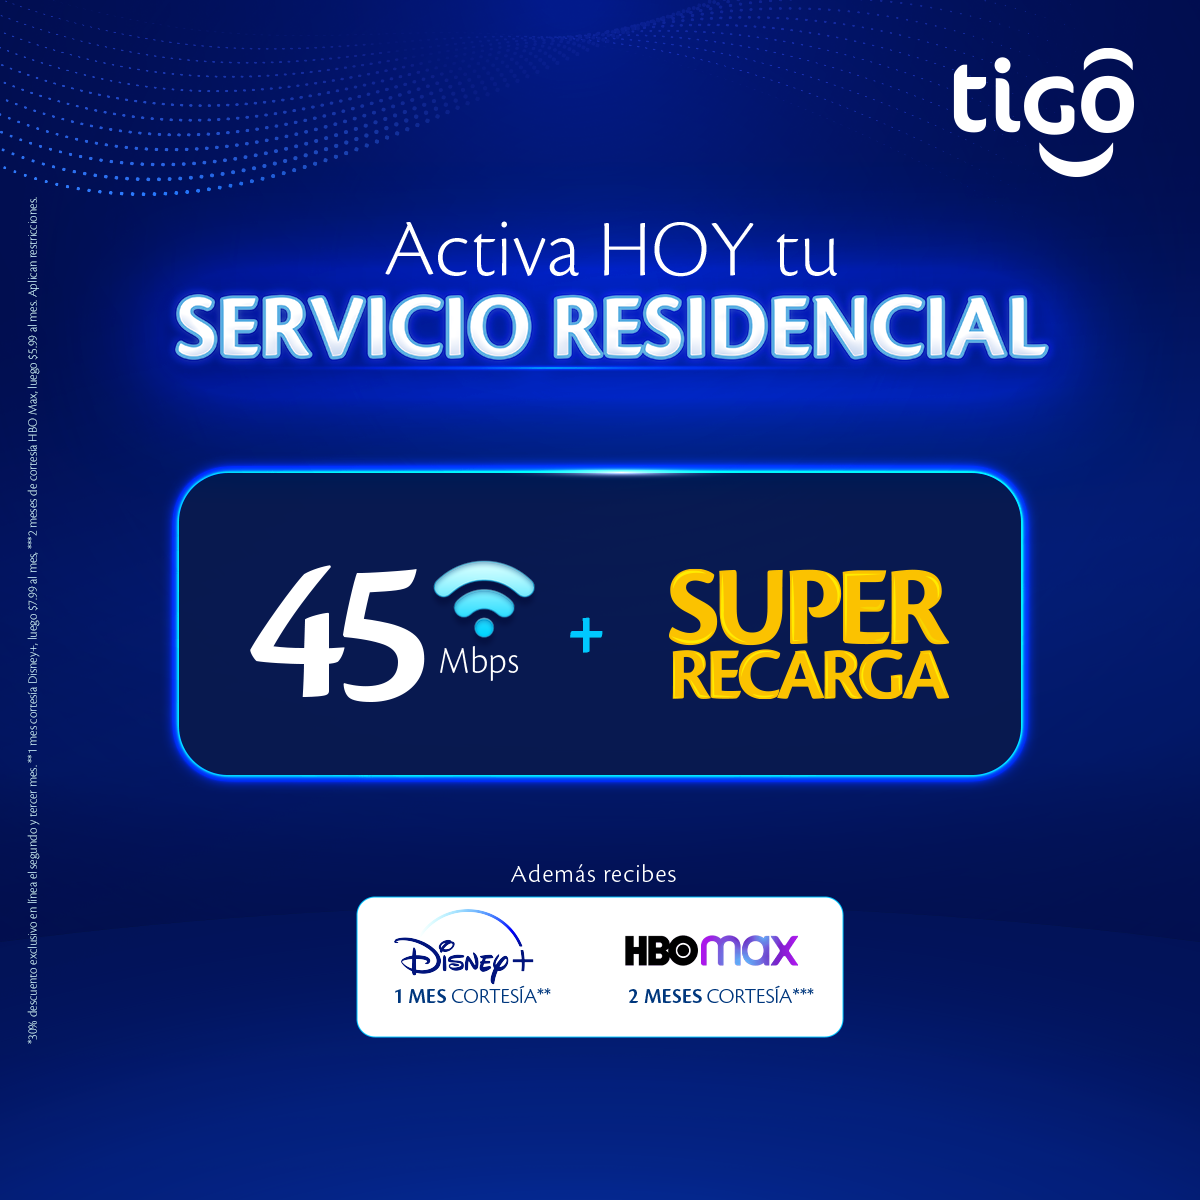 tigo
Activa HOY tu
SERVICIO RESIDENCIAL
45
Mbps
+
SUPER
RECARGA
Además recibes
Disney+
1 MES CORTESÍA**
HBOmax
2 MESES CORTESÍA***
*30% descuento exclusivo en línea el segundo y tercer mes. **1 mes cortesía Disney+, luego $7.99 al mes, ***2 meses de cortesía HBO Max, luego $5.99 al mes. Aplican restricciones.